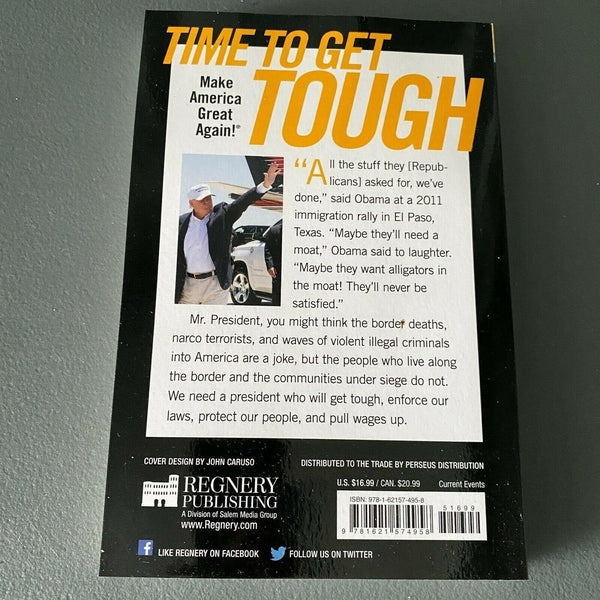 TIME TO GET
TOUGH
Make
America
Great
Again!®
“All the stuff they [Repub-
licans] asked for, we’ve
done,” said Obama at a 2011
immigration rally in El Paso,
Texas. “Maybe they’ll need a
moat,” Obama said to laughter.
“Maybe they want alligators in
the moat! They’ll never be
satisfied.”
Mr. President, you might think the border deaths,
narco terrorists, and waves of violent illegal criminals
into America are a joke, but the people who live along
the border and the communities under siege do not.
We need a president who will get tough, enforce our
laws, protect our people, and pull wages up.
COVER DESIGN BY JOHN CARUSO
DISTRIBUTED TO THE TRADE BY PERSEUS DISTRIBUTION
REGNERY
PUBLISHING
A Division of Salem Media Group
www.Regnery.com
U.S. $16.99 / CAN. $20.99 Current Events
ISBN: 978-1-62157-495-8
51699
9 781621 574958
LIKE REGNERY ON FACEBOOK
FOLLOW US ON TWITTER